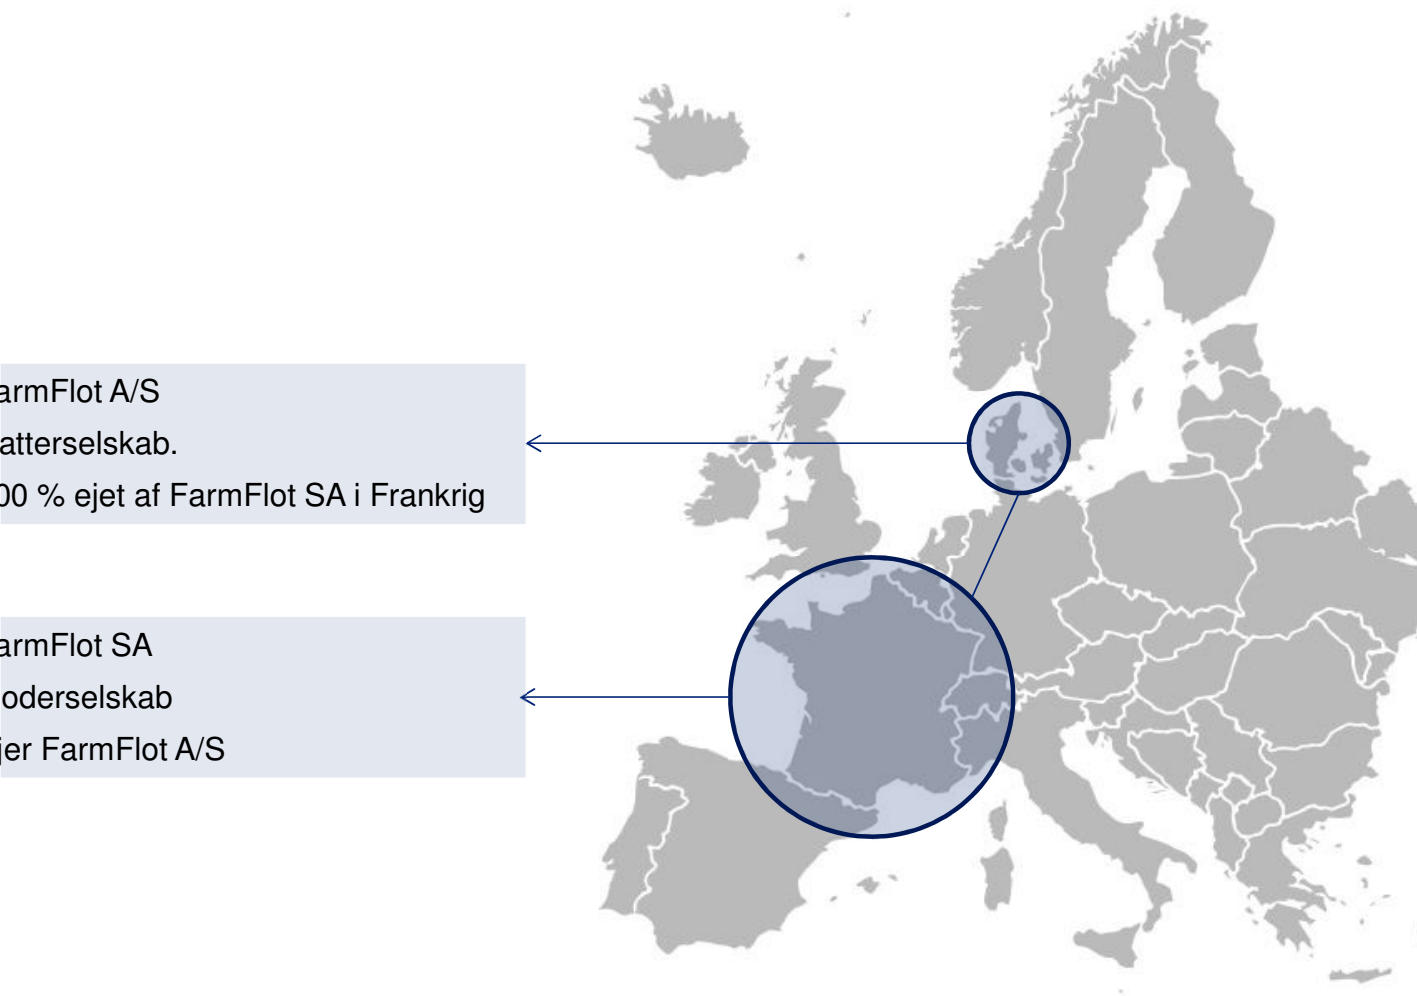 armFlot A/S
atterselskab.
00 % ejet af FarmFlot SA i Frankrig
armFlot SA
oderselskab
jer FarmFlot A/S